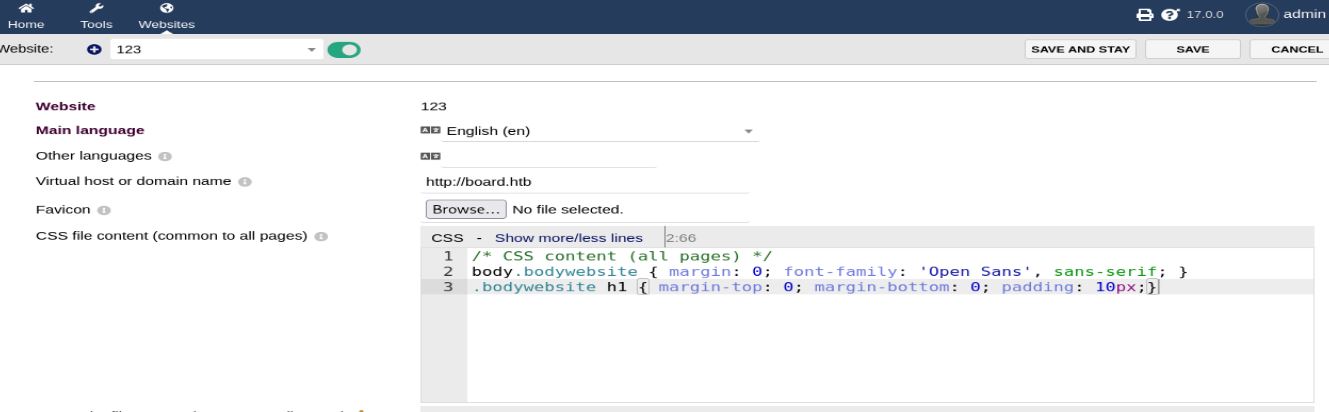 Home Tools Websites 17.0.0 admin
Website: 123 SAVE AND STAY SAVE CANCEL
Website 123
Main language English (en)
Other languages
Virtual host or domain name http://board.htb
Favicon Browse... No file selected.
CSS file content (common to all pages) CSS - Show more/less lines 2:66
1 /* CSS content (all pages) */
2 body.bodywebsite { margin: 0; font-family: 'Open Sans', sans-serif; }
3 .bodywebsite h1 { margin-top: 0; margin-bottom: 0; padding: 10px;}